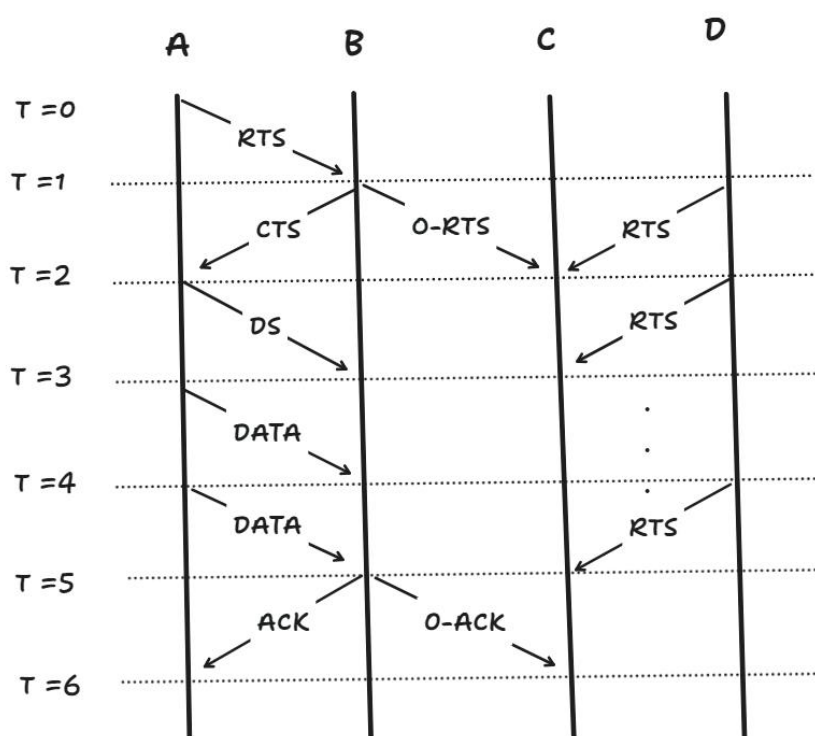 A B C D
T =0
RTS
T =1
CTS O-RTS RTS
T =2
DS RTS
T =3
DATA
T =4
DATA RTS
T =5
ACK O-ACK
T =6